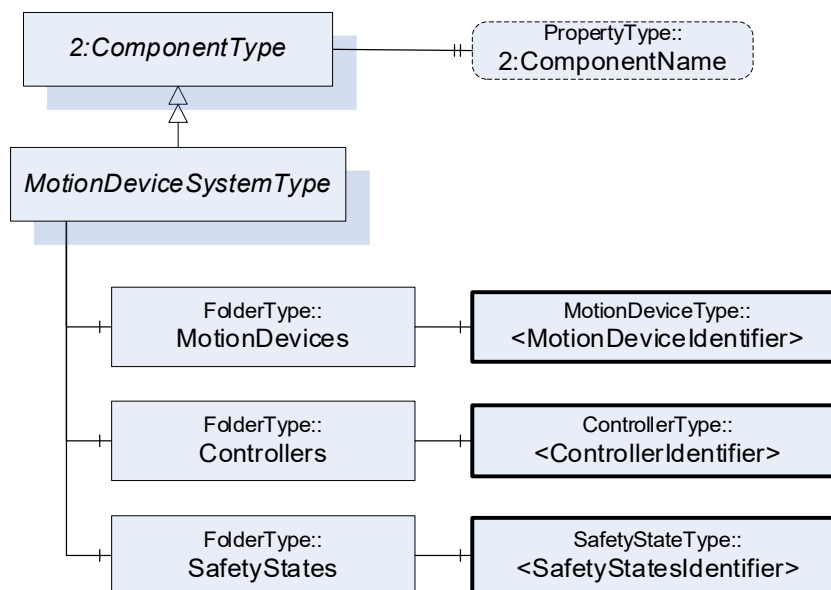 2:ComponentType
PropertyType::
2:ComponentName
MotionDeviceSystemType
FolderType::
MotionDevices
MotionDeviceType::
<MotionDeviceIdentifier>
FolderType::
Controllers
ControllerType::
<ControllerIdentifier>
FolderType::
SafetyStates
SafetyStateType::
<SafetyStatesIdentifier>